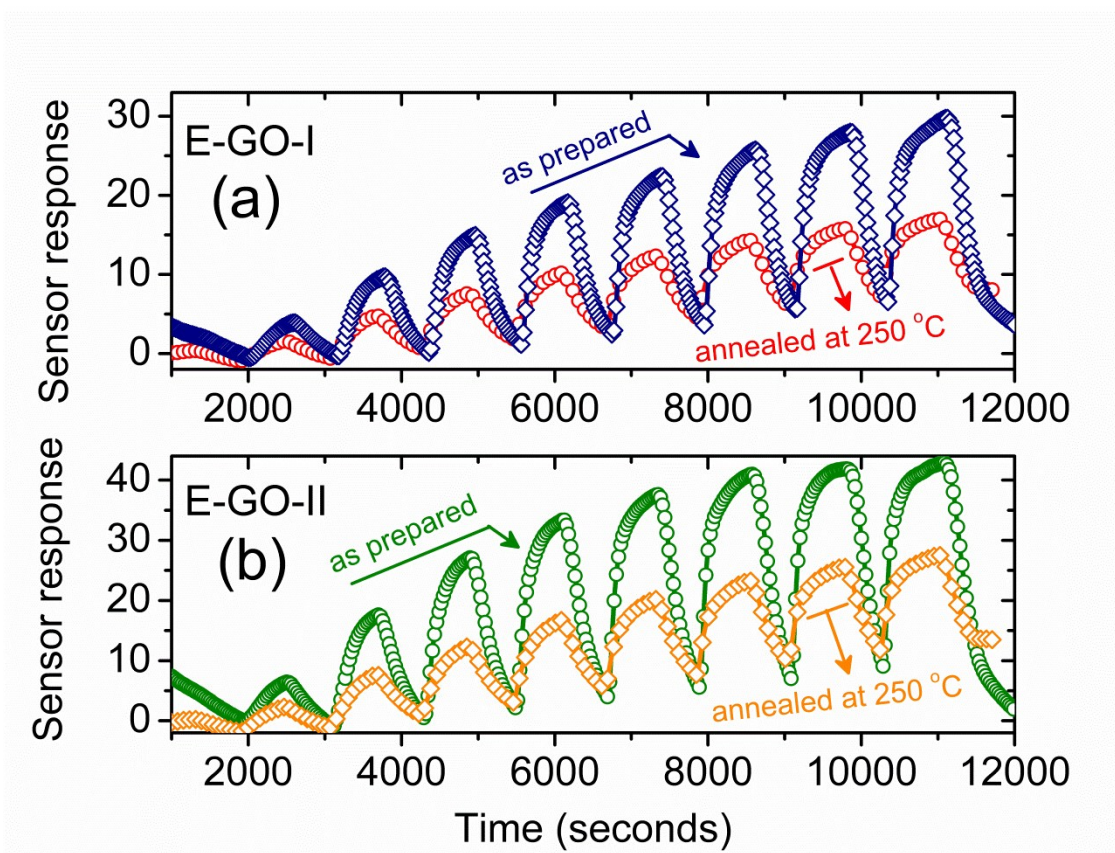 Sensor response
30
20
10
0
E-GO-I
(a)
as prepared
annealed at 250 °C
2000 4000 6000 8000 10000 12000
Sensor response
40
30
20
10
0
E-GO-II
(b)
as prepared
annealed at 250 °C
2000 4000 6000 8000 10000 12000
Time (seconds)